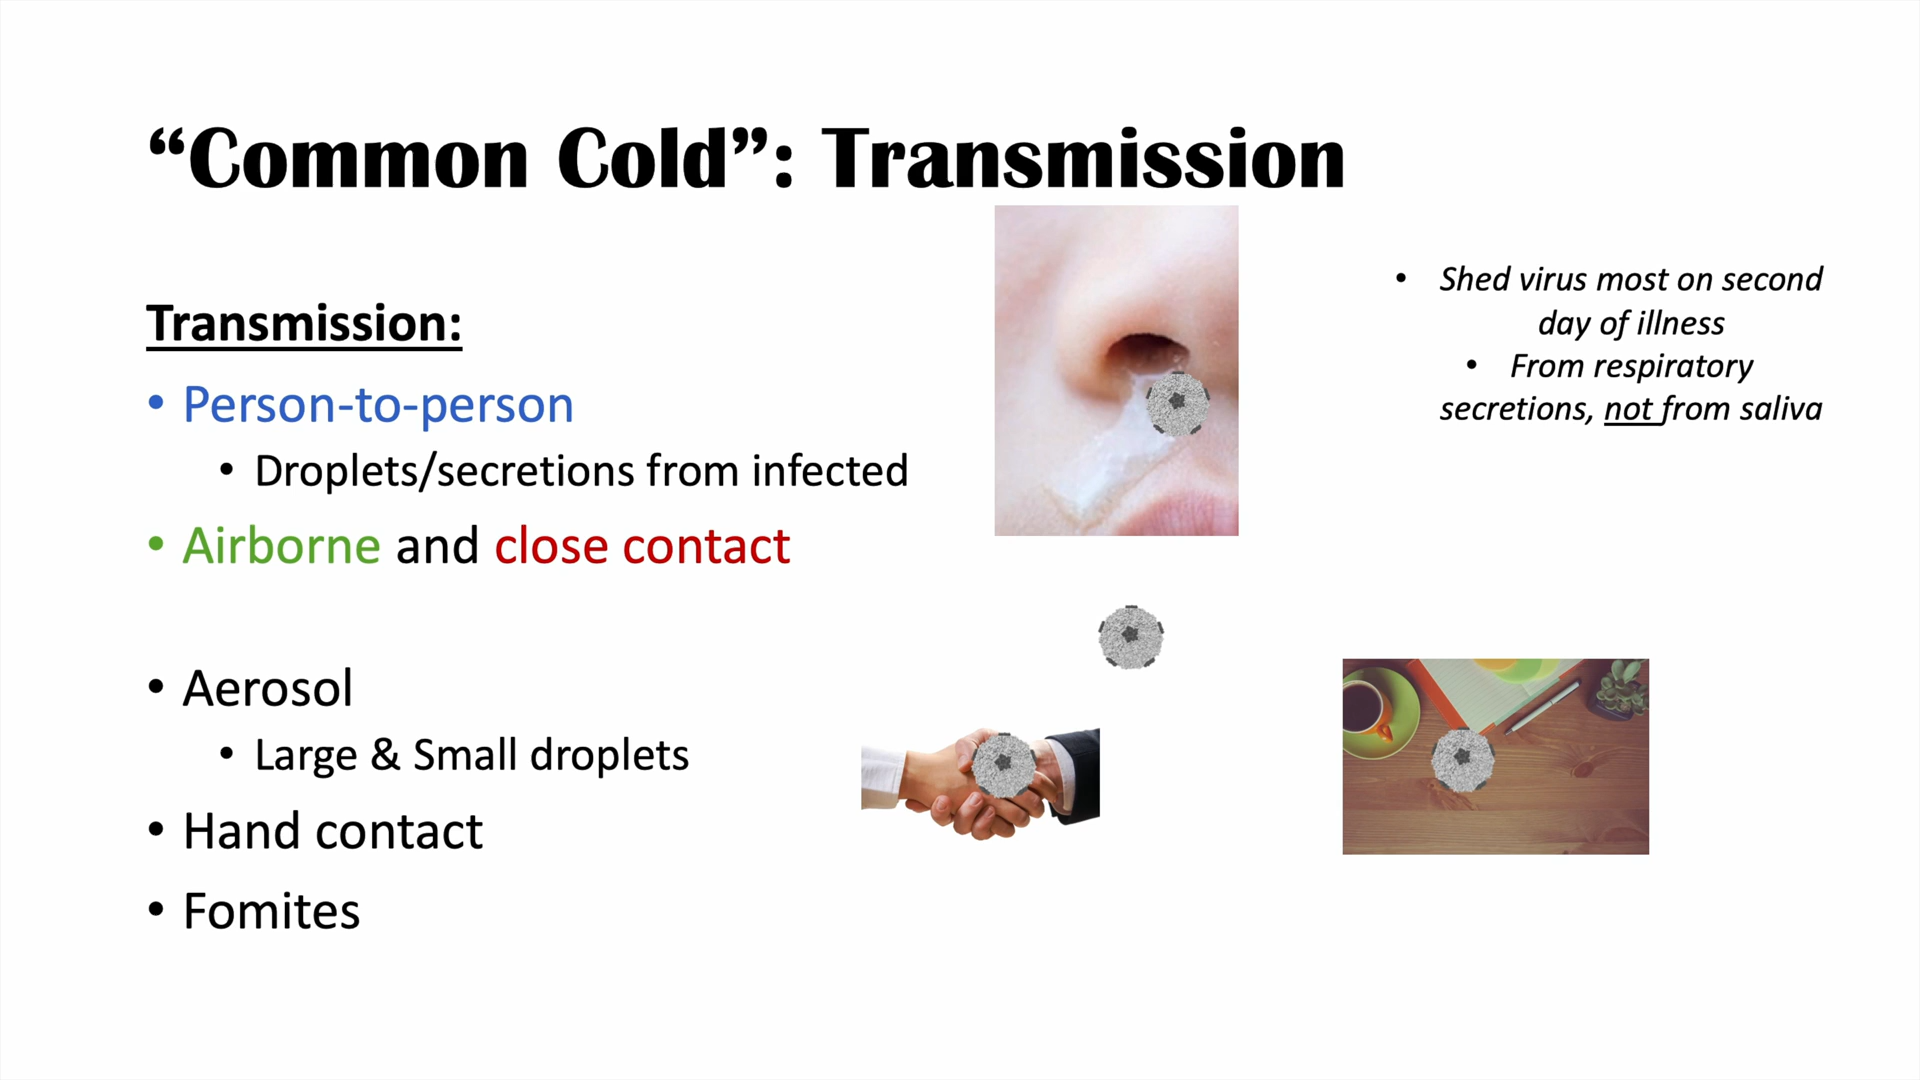 “Common Cold”: Transmission
Transmission:
• Person-to-person
• Droplets/secretions from infected
• Airborne and close contact
• Aerosol
• Large & Small droplets
• Hand contact
• Fomites
• Shed virus most on second
day of illness
• From respiratory
secretions, not from saliva